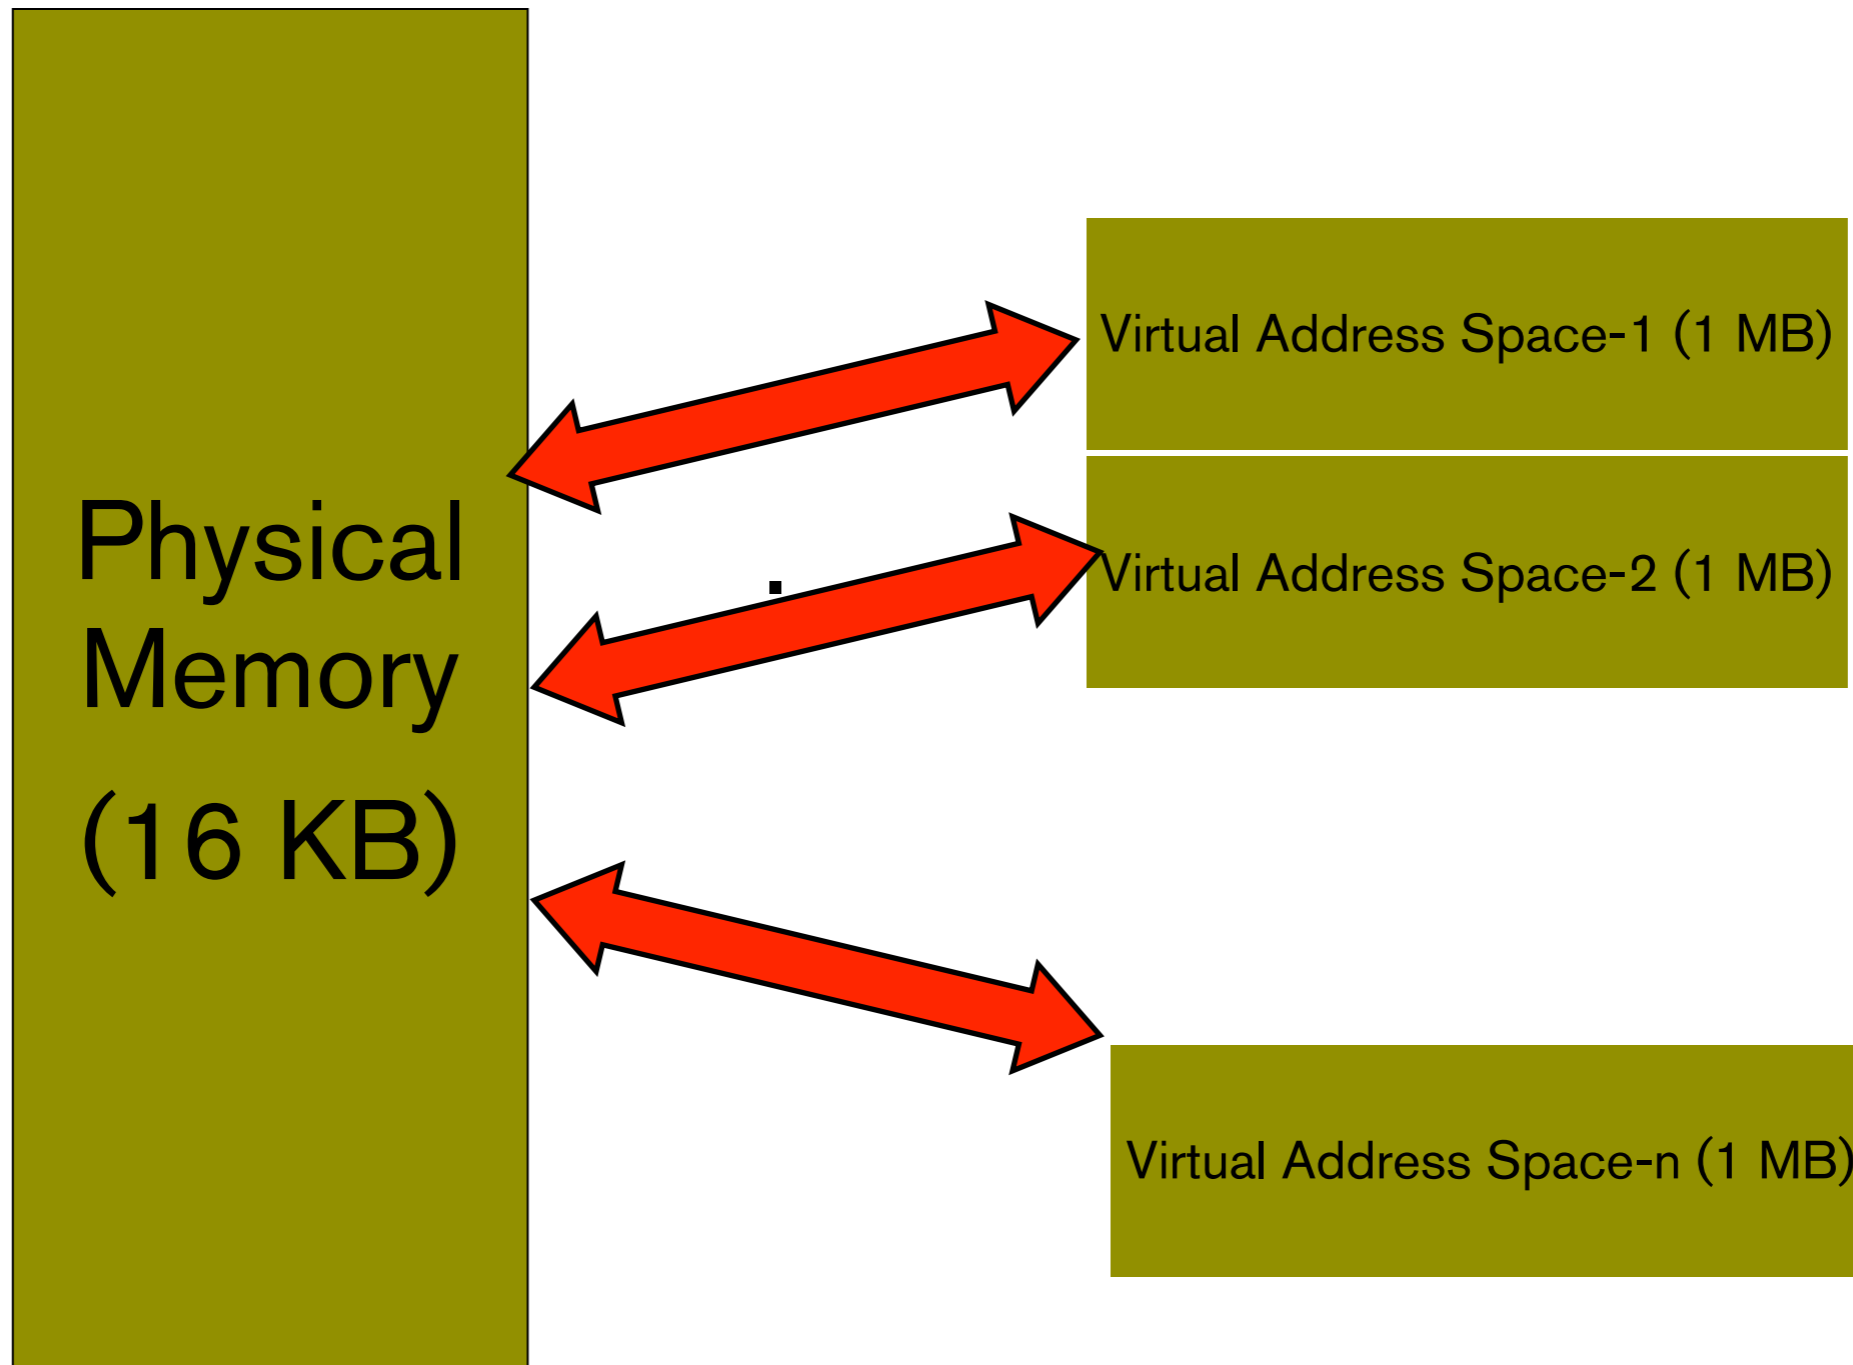 Physical
Memory
(16 KB)
Virtual Address Space-1 (1 MB)
.
Virtual Address Space-2 (1 MB)
Virtual Address Space-n (1 MB)